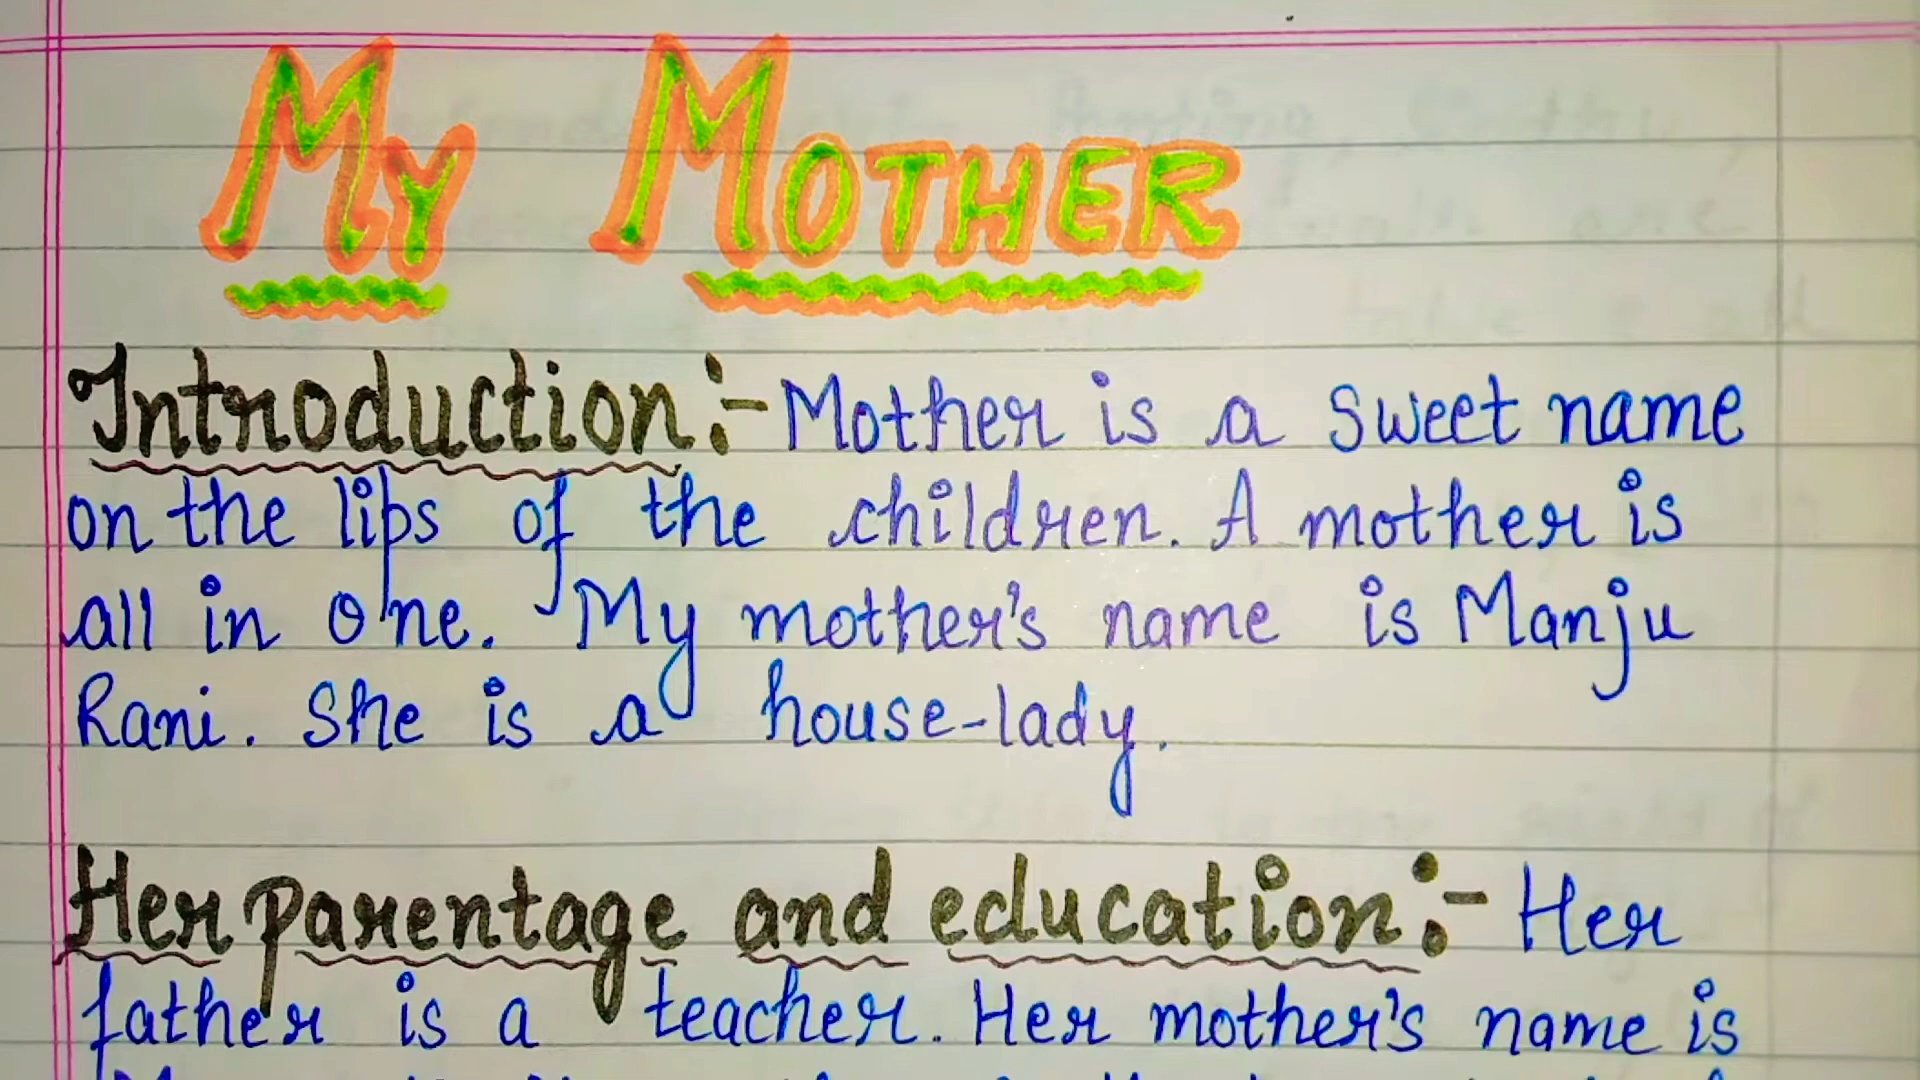 My Mother
Introduction:- Mother is a sweet name
on the lips of the children. A mother is
all in one. My mother's name is Manju
Rani. She is a house-lady.
Her parentage and education:- Her
father is a teacher. Her mother's name is